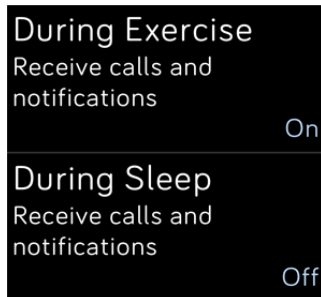 During Exercise
Receive calls and
notifications
On
During Sleep
Receive calls and
notifications
Off